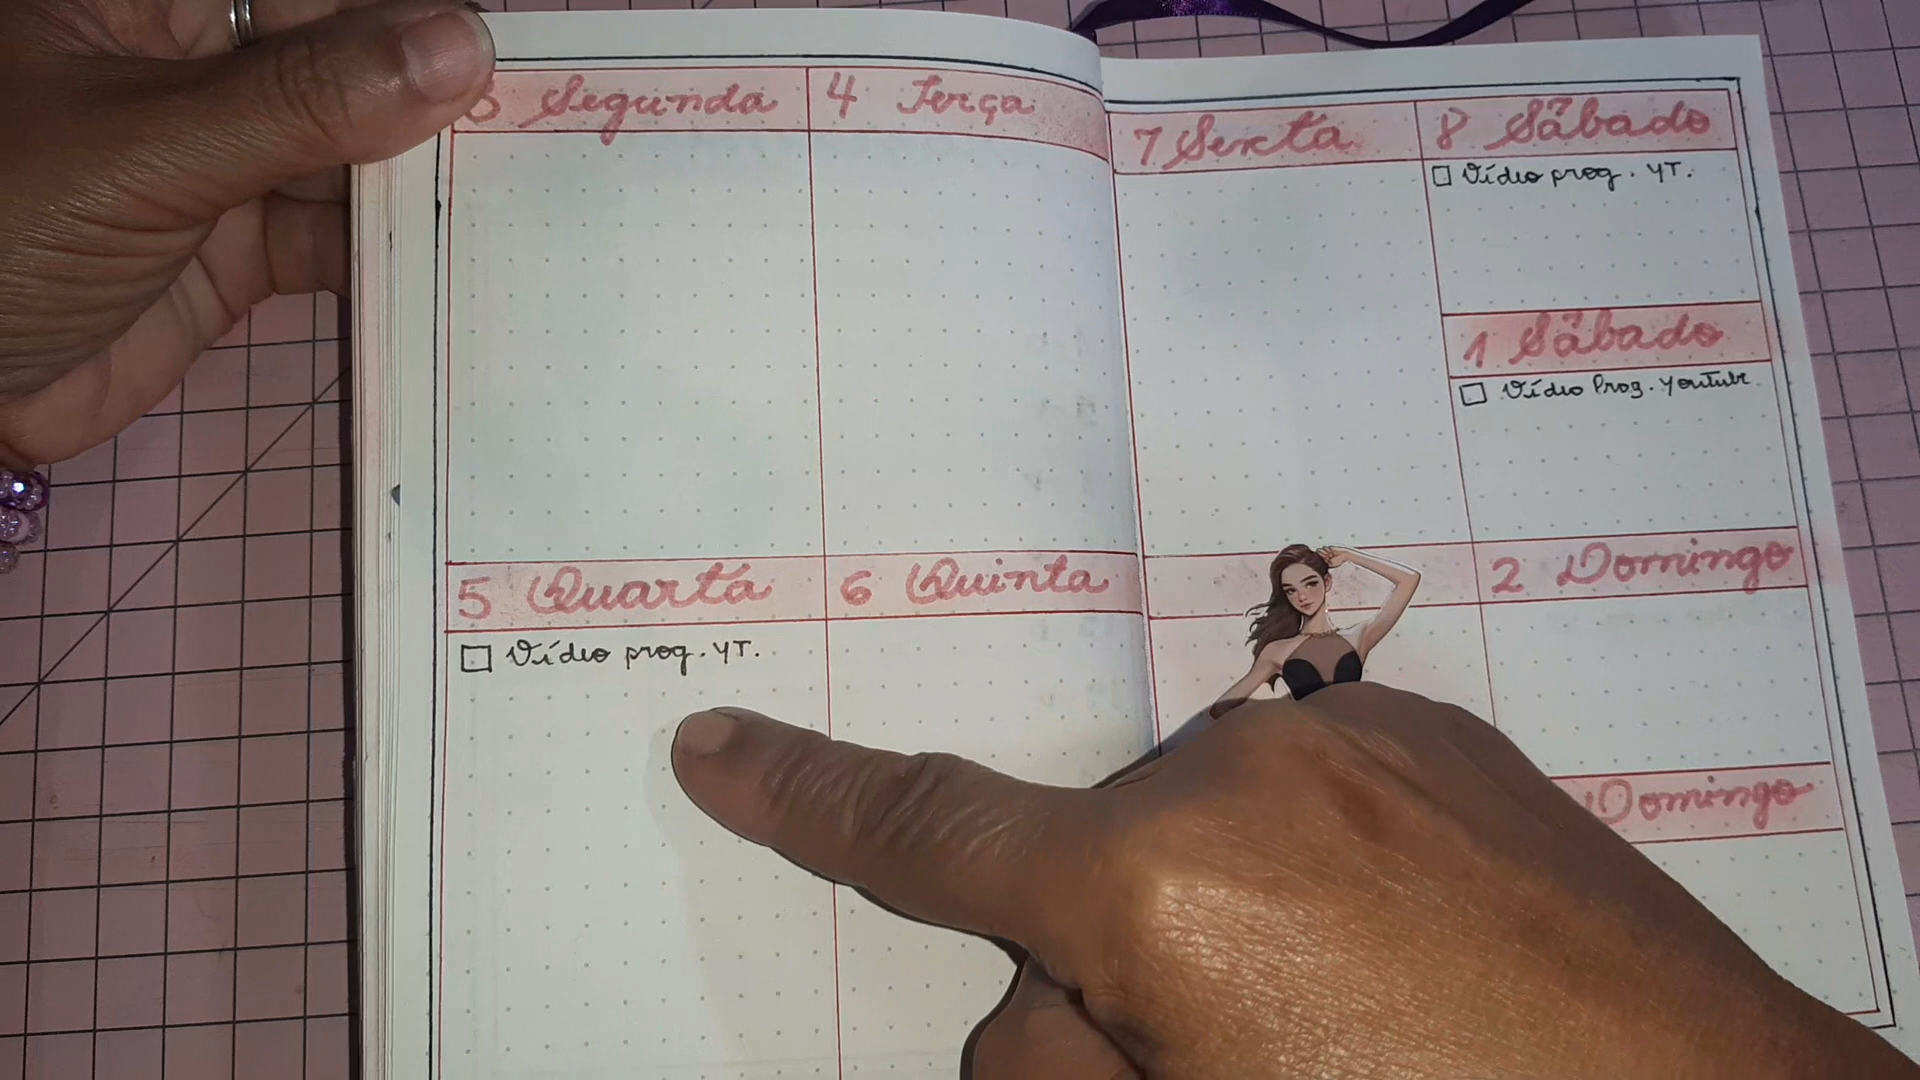 3 Segunda
4 Terça
5 Quarta
□ Vídeo prog. YT.
6 Quinta
7 Sexta
8 Sábado
□ Vídeo prog. YT.
1 Sábado
□ Vídeo Prog. Youtube
2 Domingo
Domingo